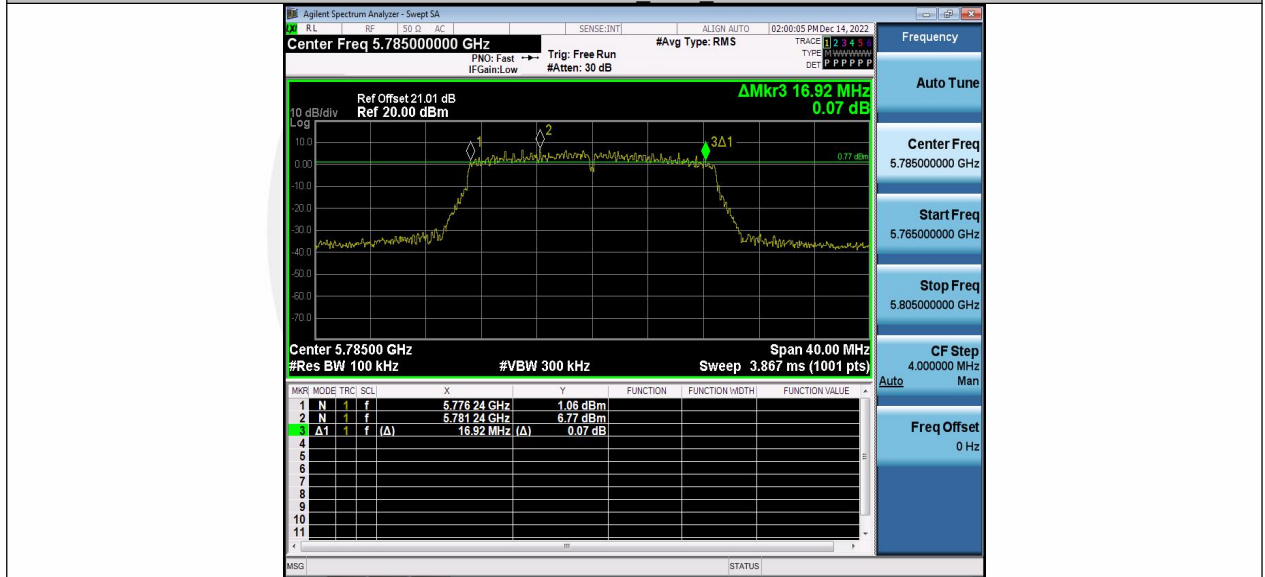 Agilent Spectrum Analyzer - Swept SA
RL RF 50 Ω AC SENSE:INT ALIGN AUTO 02:00:05 PM Dec 14, 2022
Center Freq 5.785000000 GHz
PNO: Fast
IFGain:Low
Trig: Free Run
#Atten: 30 dB
#Avg Type: RMS
TRACE 1 2 3 4 5 6
TYPE M WWWWW
DET P P P P P P
ΔMkr3 16.92 MHz
0.07 dB
Ref Offset 21.01 dB
10 dB/div Ref 20.00 dBm
Log
10.0
0.00
-10.0
-20.0
-30.0
-40.0
-50.0
-60.0
-70.0
1
2
3Δ1
0.77 dBm
Center 5.78500 GHz Span 40.00 MHz
#Res BW 100 kHz #VBW 300 kHz Sweep 3.867 ms (1001 pts)
MKR MODE TRC SCL X Y FUNCTION FUNCTION WIDTH FUNCTION VALUE
1 N 1 f 5.776 24 GHz 1.06 dBm
2 N 1 f 5.781 24 GHz 6.77 dBm
3 Δ1 1 f (Δ) 16.92 MHz (Δ) 0.07 dB
4
5
6
7
8
9
10
11
MSG STATUS
Frequency
Auto Tune
Center Freq
5.785000000 GHz
Start Freq
5.765000000 GHz
Stop Freq
5.805000000 GHz
CF Step
4.000000 MHz
Auto Man
Freq Offset
0 Hz